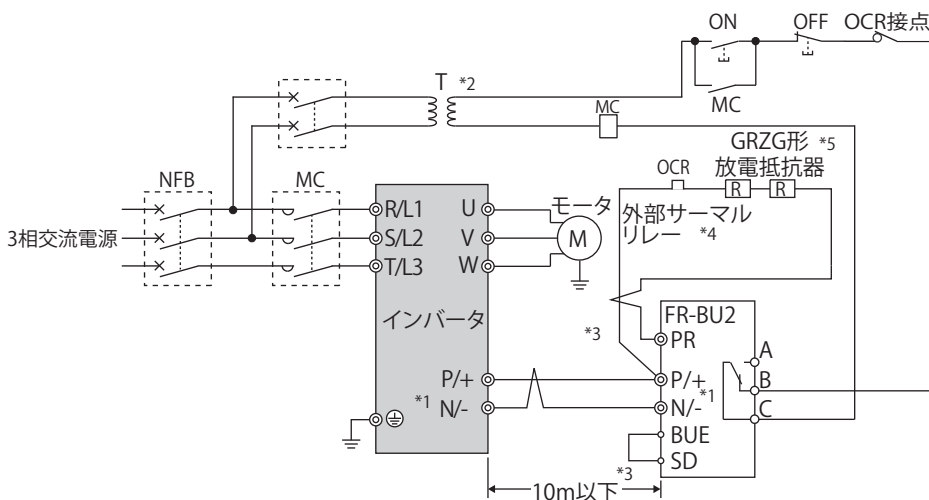 ON
OFF
OCR接点
T *2
MC
MC
GRZG形 *5
放電抵抗器
OCR
R
R
NFB
MC
外部サーマル
リレー *4
3相交流電源
R/L1
S/L2
T/L3
U
V
W
モータ
M
インバータ
P/+
*1 N/-
*3
FR-BU2
PR
P/+
*1
N/-
BUE
SD
A
B
C
*3
10m以下